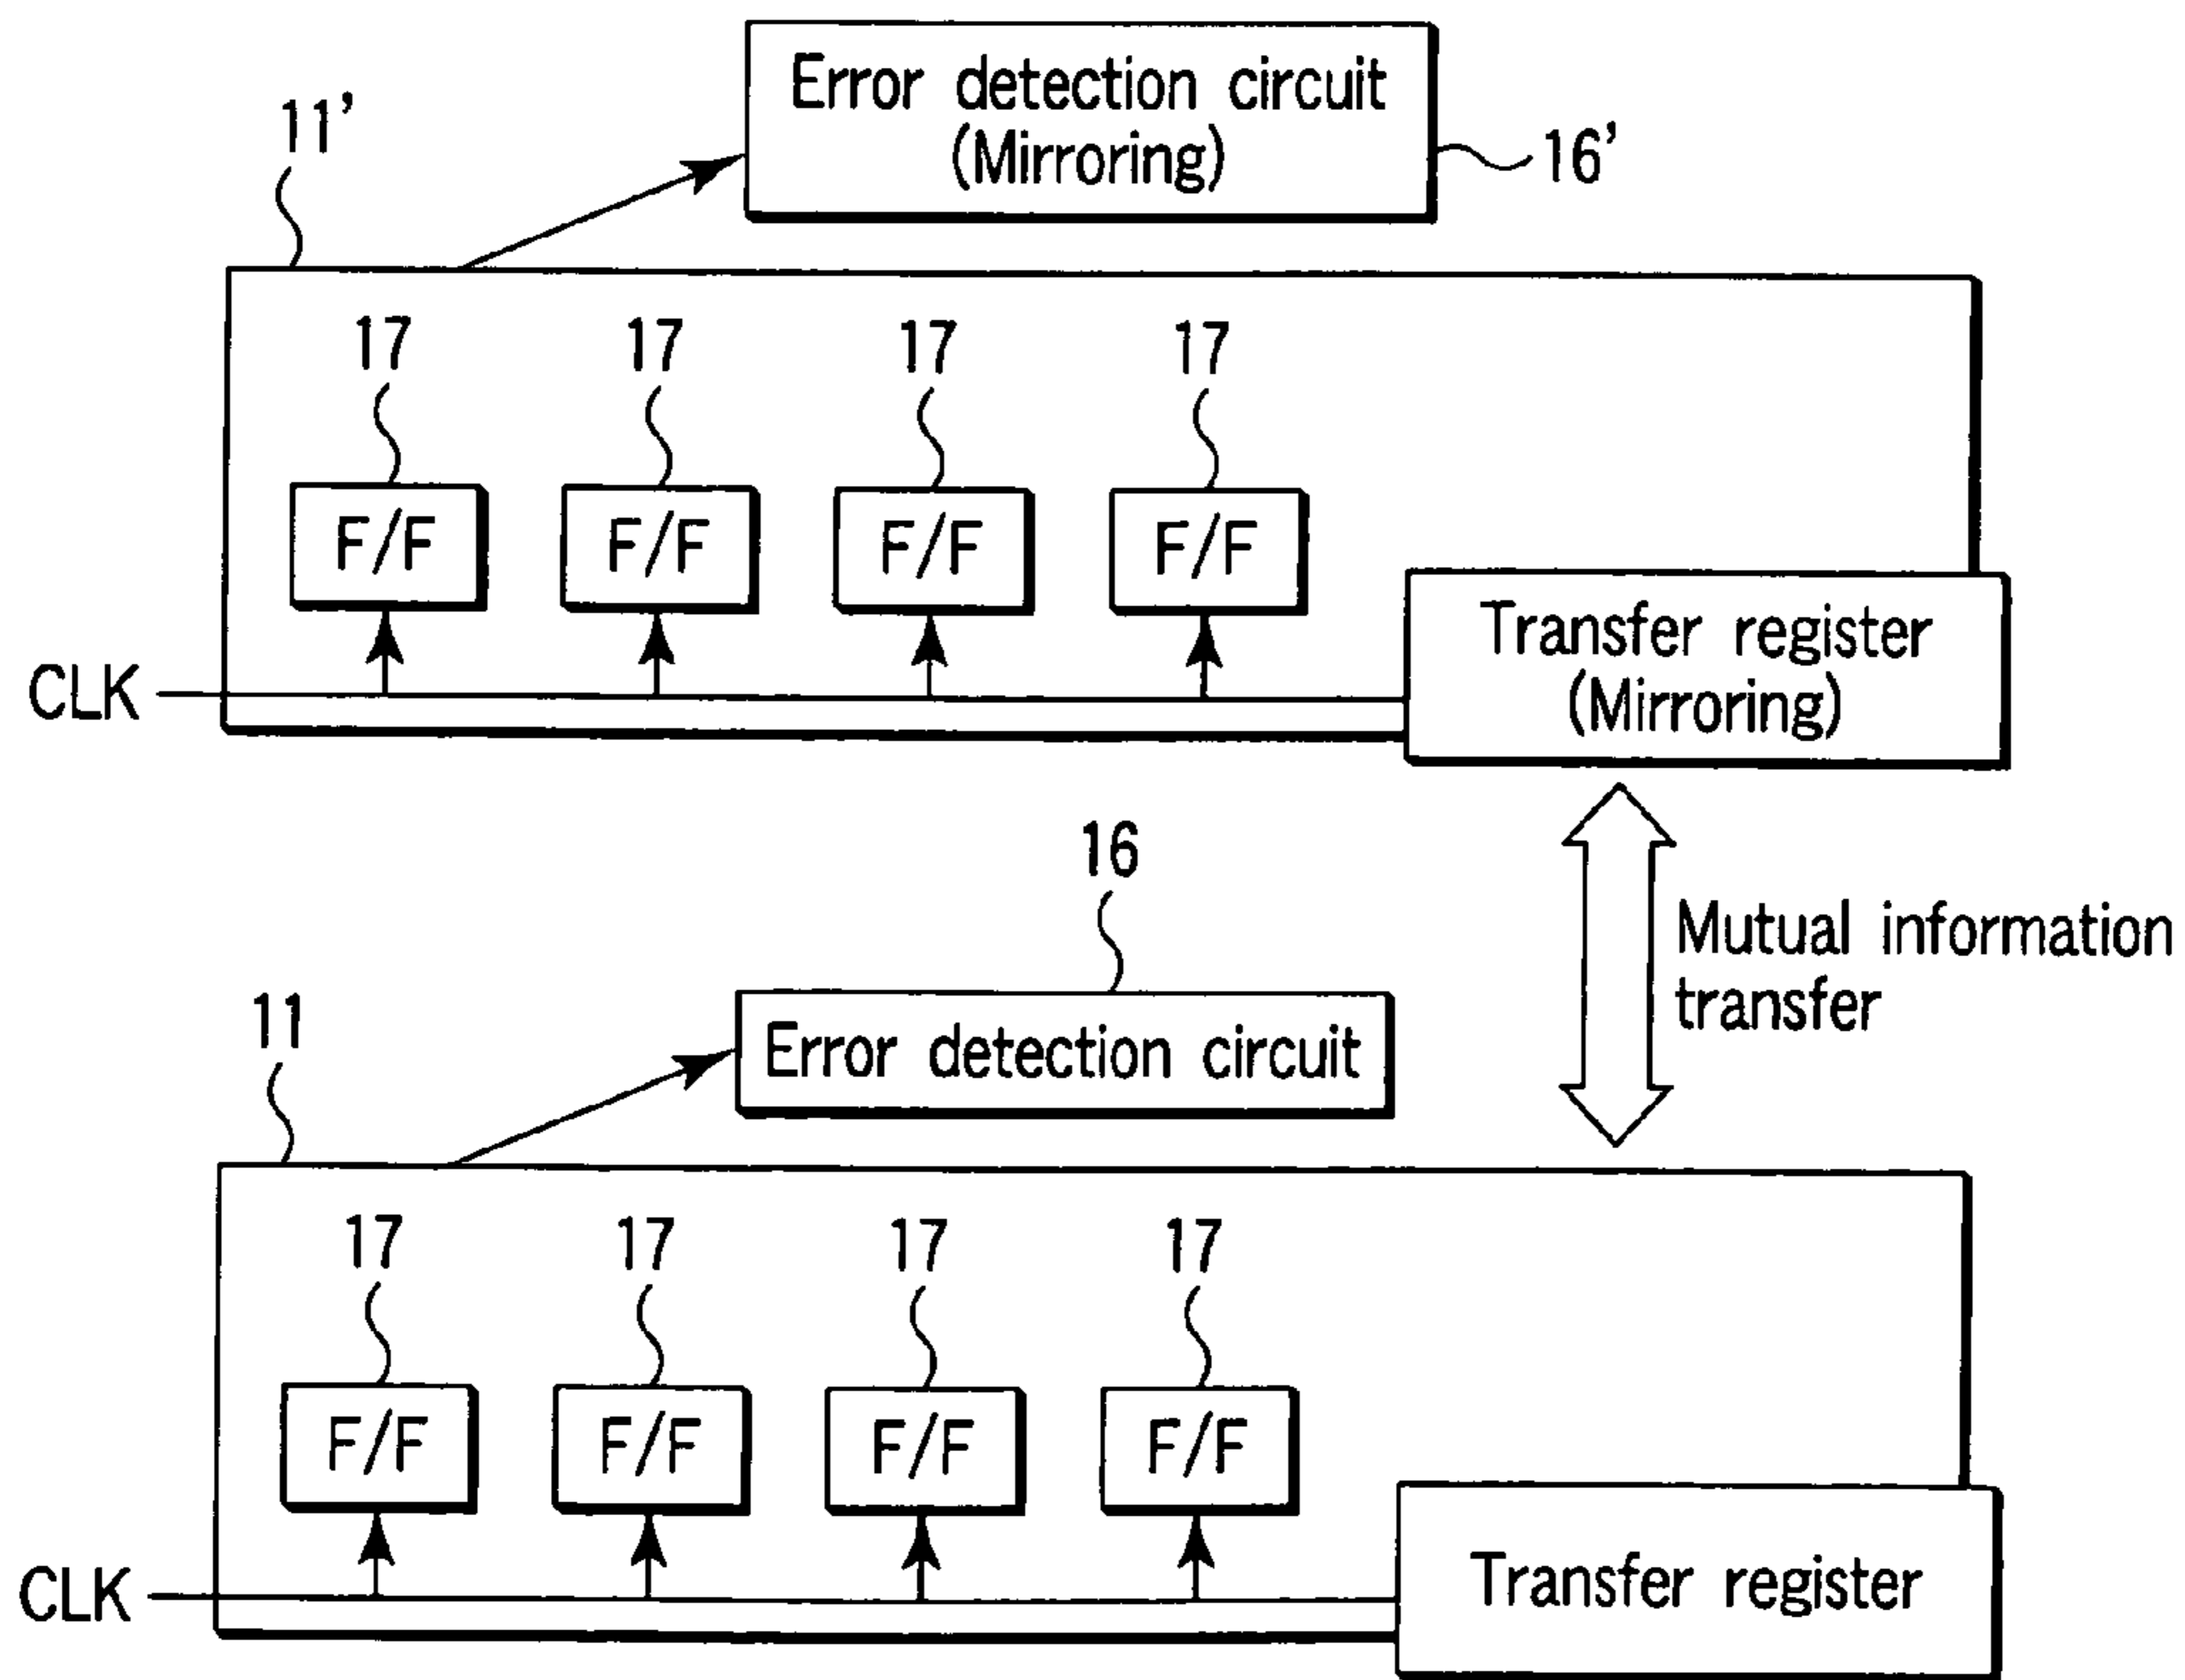 Error detection circuit
(Mirroring)
11'
16'
17 17 17 17
F/F F/F F/F F/F
Transfer register
(Mirroring)
CLK
16
Mutual information
transfer
11
Error detection circuit
17 17 17 17
F/F F/F F/F F/F
CLK
Transfer register